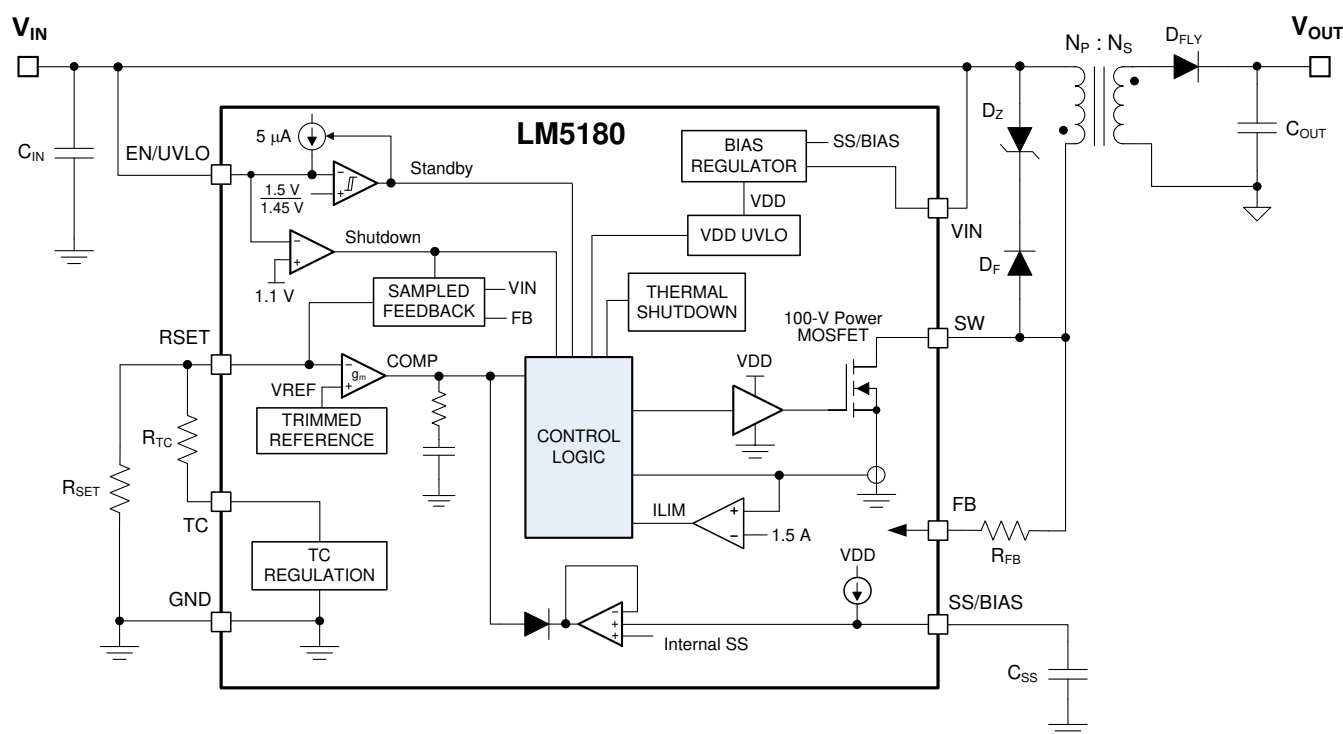 VIN
NP : NS
DFLY
VOUT
CIN
EN/UVLO
5 µA
LM5180
Standby
1.5 V
1.45 V
BIAS
REGULATOR
SS/BIAS
VDD
VDD UVLO
VIN
DZ
COUT
Shutdown
1.1 V
SAMPLED
FEEDBACK
VIN
FB
THERMAL
SHUTDOWN
DF
100-V Power
MOSFET
SW
RSET
gm
COMP
VREF
TRIMMED
REFERENCE
VDD
RTC
RSET
CONTROL
LOGIC
TC
ILIM
1.5 A
FB
RFB
TC
REGULATION
VDD
GND
Internal SS
SS/BIAS
CSS